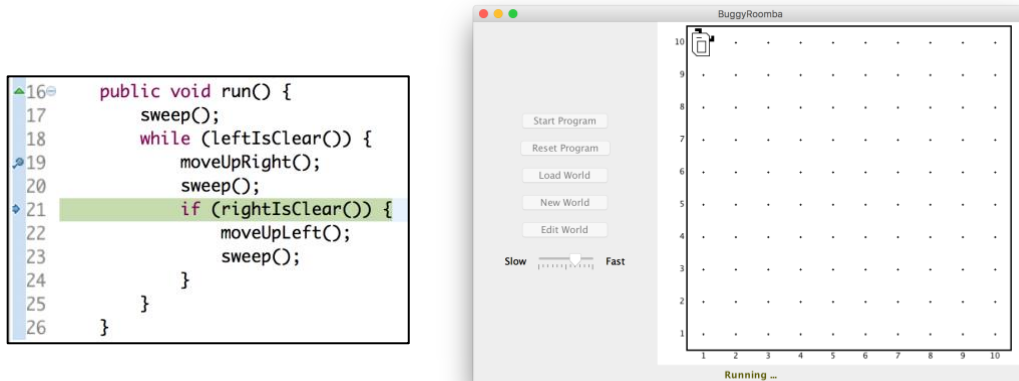 16 public void run() {
17 sweep();
18 while (leftIsClear()) {
19 moveUpRight();
20 sweep();
21 if (rightIsClear()) {
22 moveUpLeft();
23 sweep();
24 }
25 }
26 }
BuggyRoomba
Start Program
Reset Program
Load World
New World
Edit World
Slow Fast
10
9
8
7
6
5
4
3
2
1
1 2 3 4 5 6 7 8 9 10
Running ...